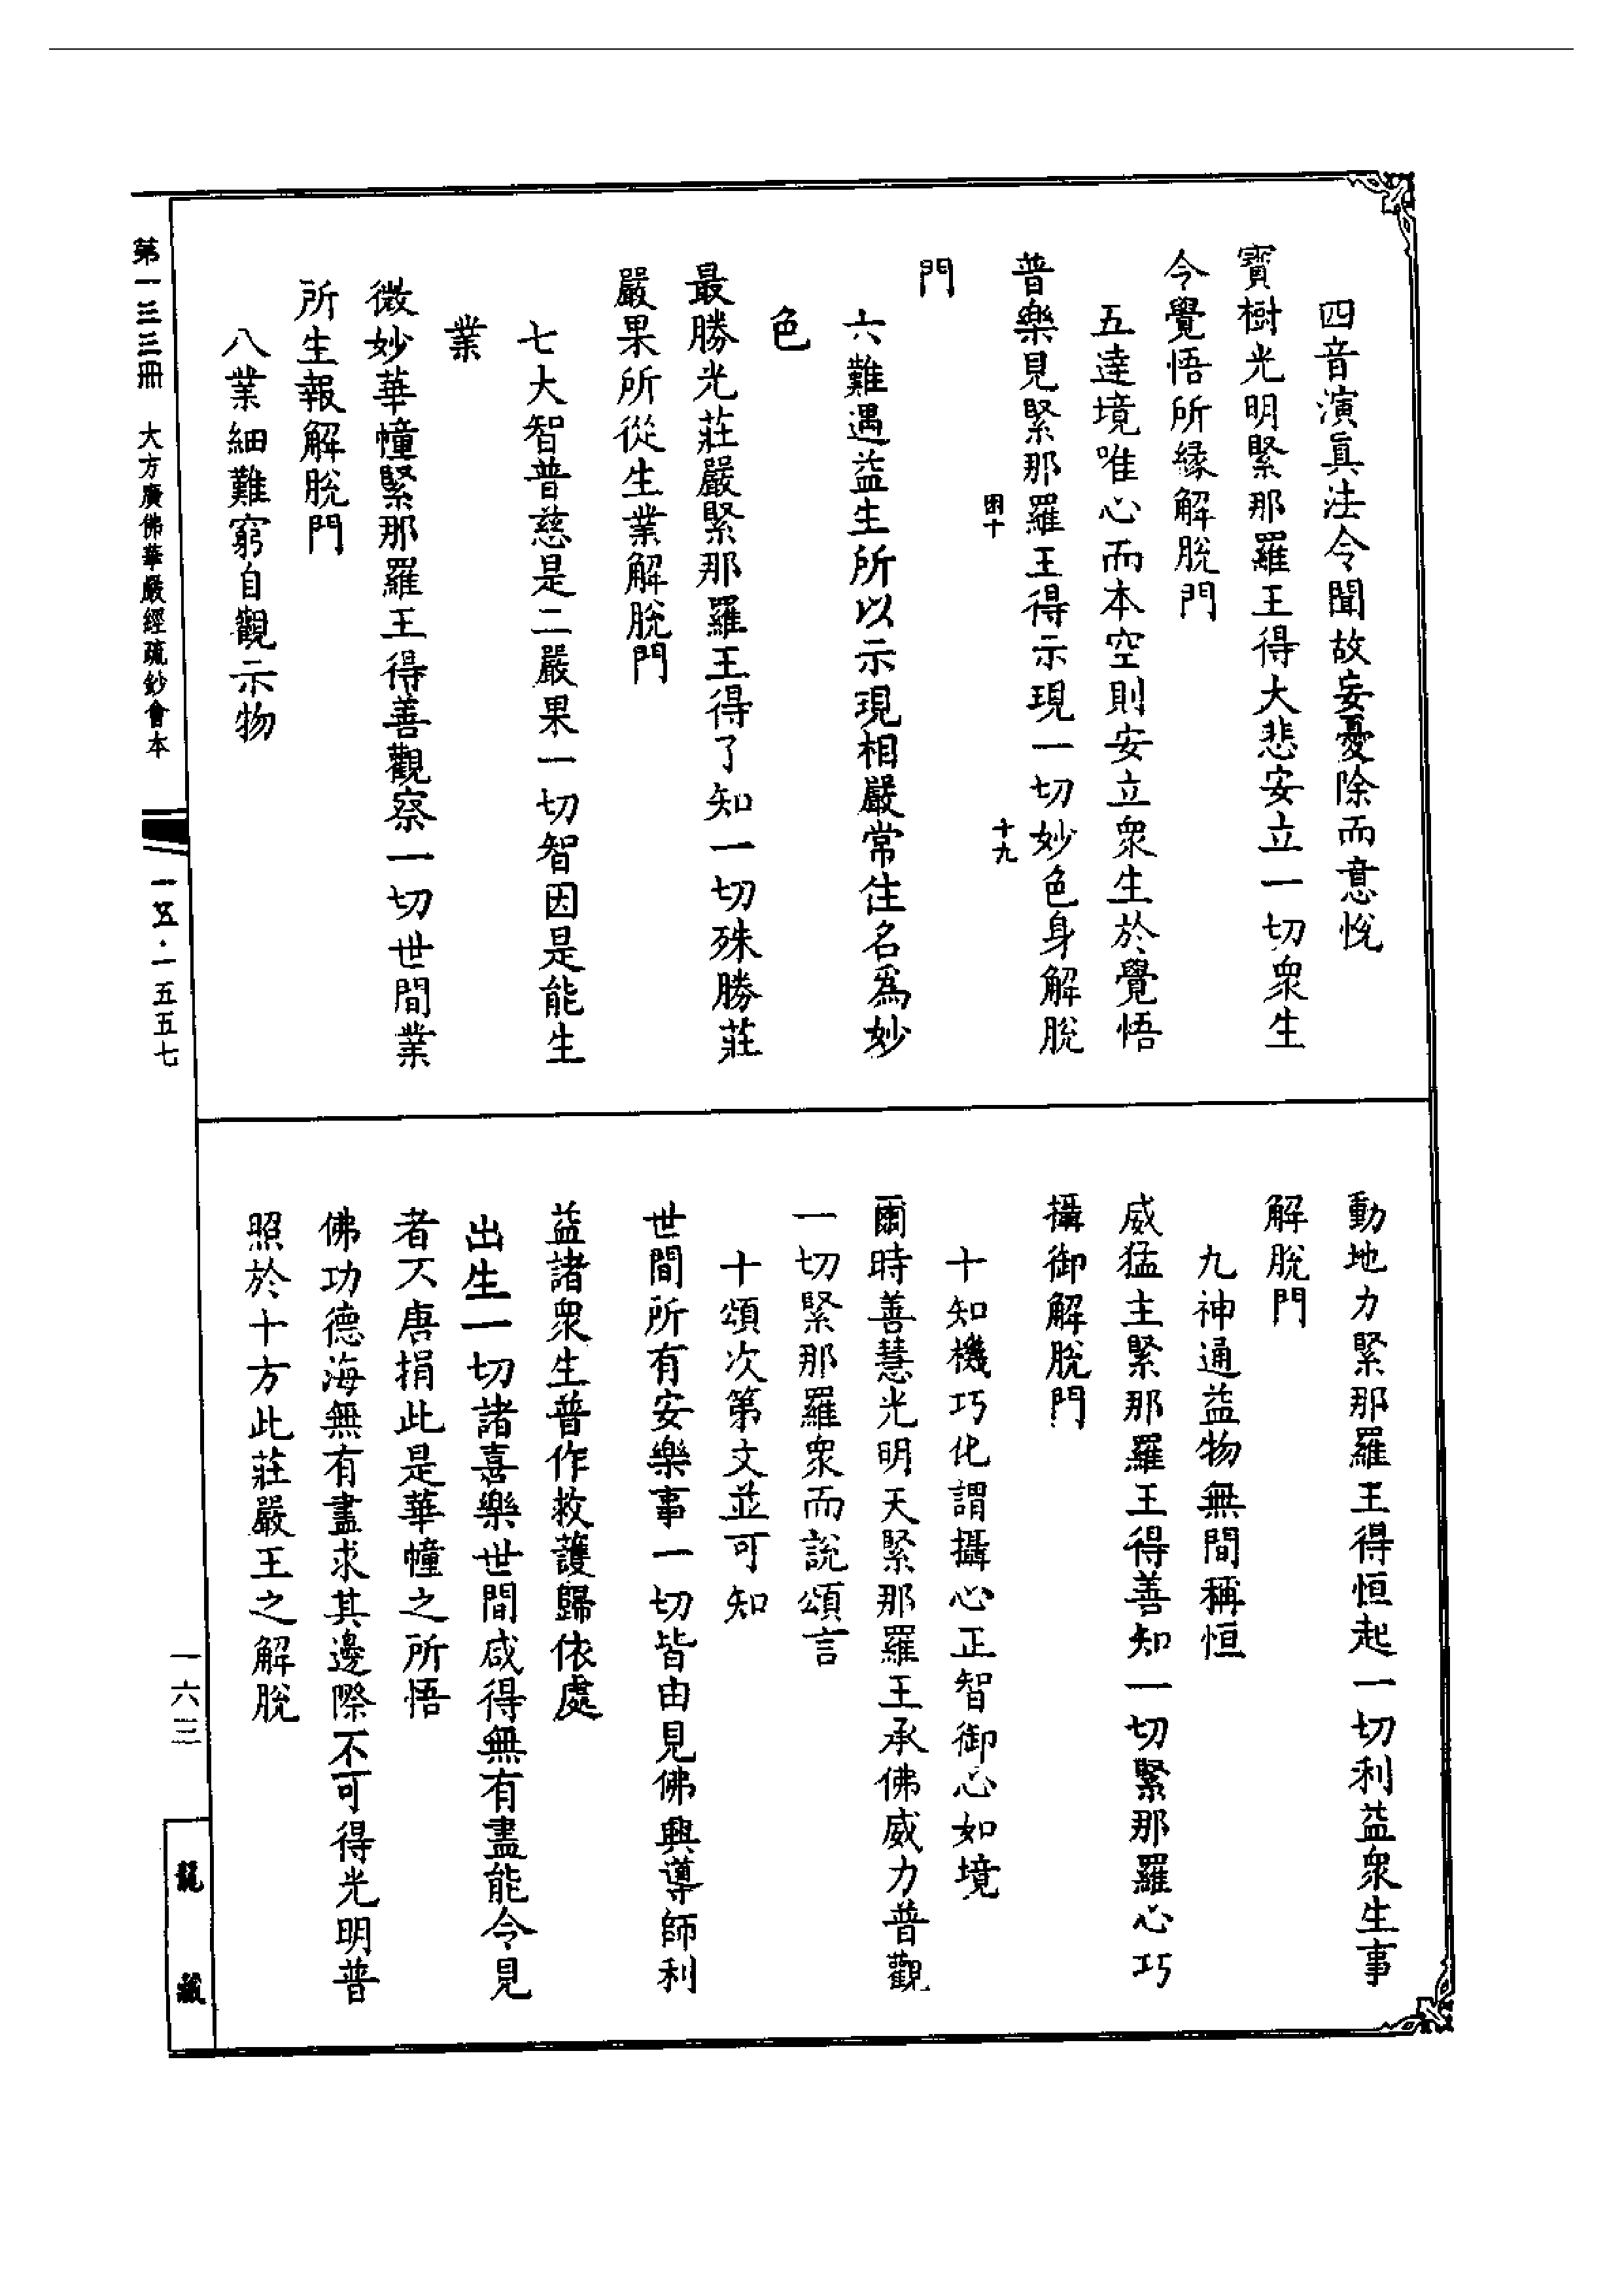 四音演眞法令聞故妄憂除而意悅
寳樹光明緊那羅王得大悲安立一切衆生
令覺悟所緣解脫門
五達境唯心而本空則安立衆生於覺悟
普樂見緊那羅王得示現一切妙色身解脫
困十
十九
門
六難遇益生所以示現相嚴常住名爲妙
色
最勝光莊嚴緊那羅王得了知一切殊勝莊
嚴果所從生業解脫門
七大智普慈是二嚴果一切智因是能生
業
微妙華幢緊那羅王得善觀察一切世間業
所生報解脫門
八業細難窮自觀示物
動地力緊那羅王得恒起一切利益衆生事
解脫門
九神通益物無間稱恒
威猛主緊那羅王得善知一切緊那羅心巧
攝御解脫門
十知機巧化謂攝心正智御心如境
爾時善慧光明天緊那羅王承佛威力普觀
一切緊那羅衆而說頌言
十頌次第文並可知
世間所有安樂事一切皆由見佛興導師利
益諸衆生普作救護歸依處
出生一切諸喜樂世間咸得無有盡能令見
者不唐捐此是華幢之所悟
佛功德海無有盡求其邊際不可得光明普
照於十方此莊嚴王之解脫
第一三三冊 大方廣佛華嚴經疏鈔會本
一五·一五五七
一六三
龍藏